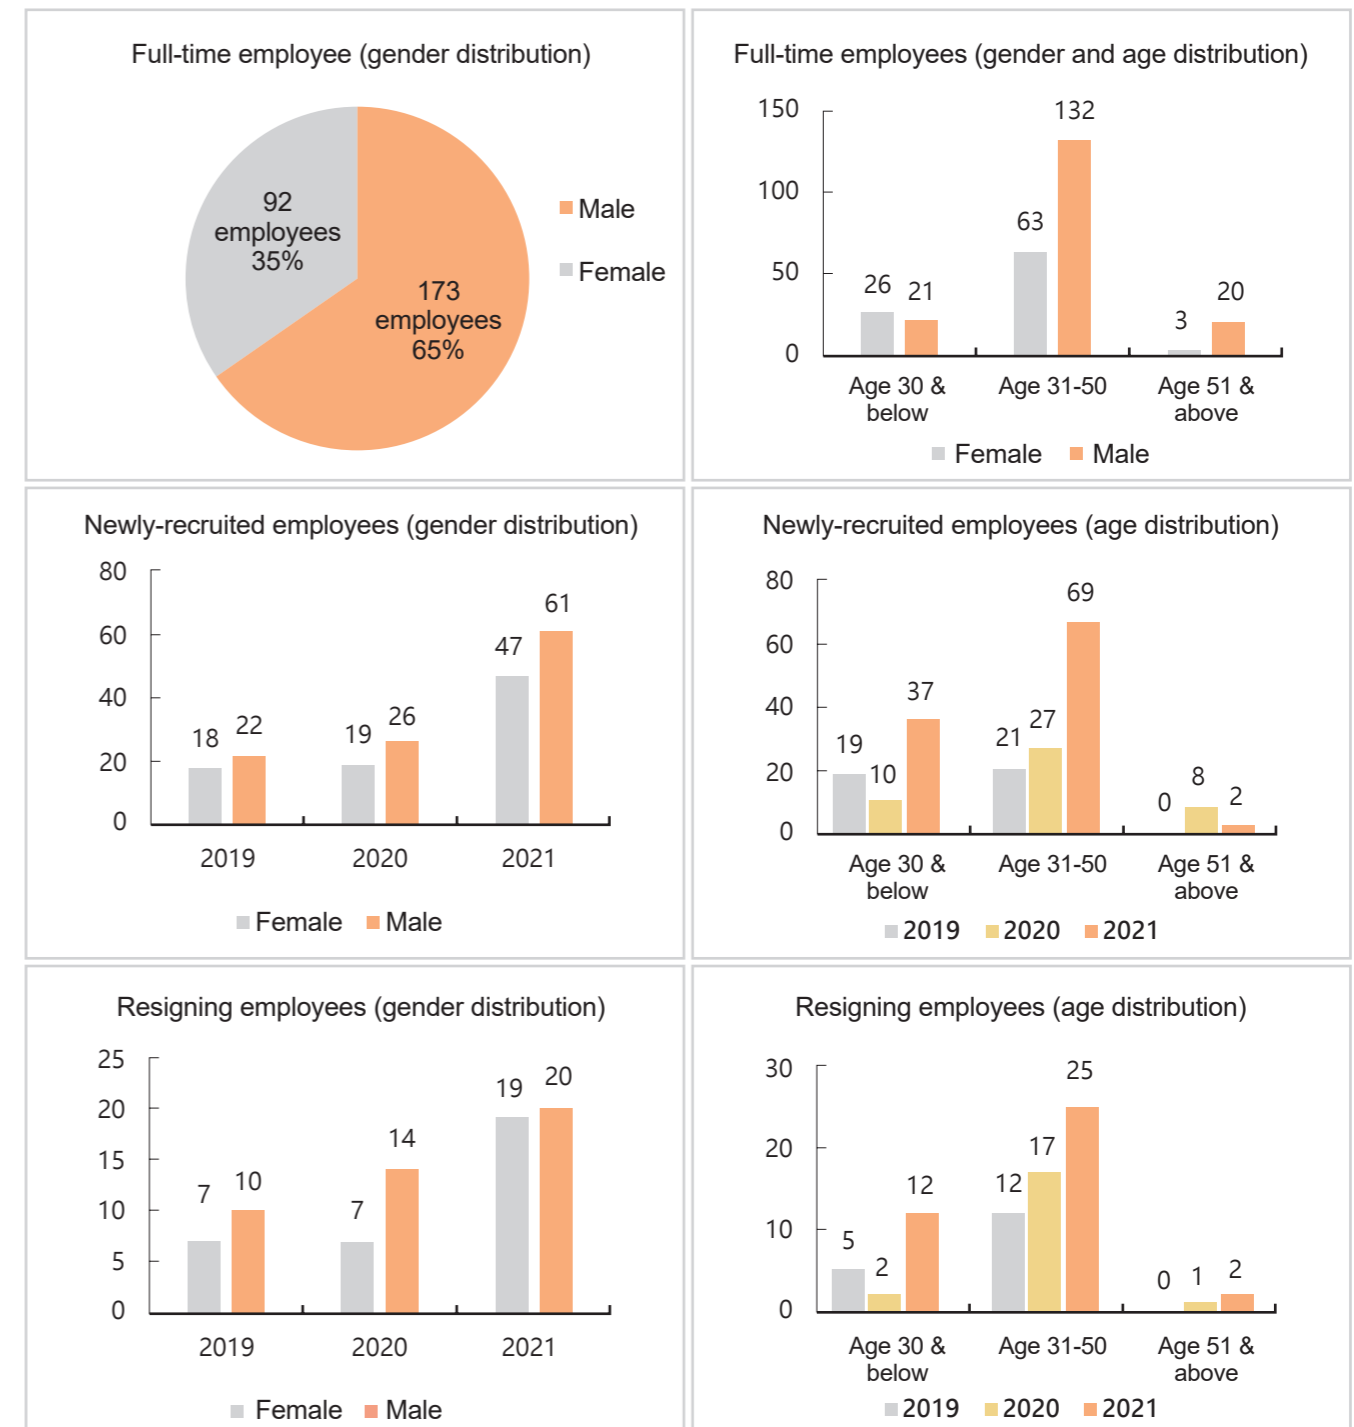 Full-time employee (gender distribution)
92
employees
35%
173
employees
65%
Male
Female
Full-time employees (gender and age distribution)
150
100
50
0
26
21
63
132
3
20
Age 30 &
below
Age 31-50
Age 51 &
above
Female
Male
Newly-recruited employees (gender distribution)
80
60
40
20
0
18
22
19
26
47
61
2019
2020
2021
Female
Male
Newly-recruited employees (age distribution)
80
60
40
20
0
19
10
37
21
27
69
0
8
2
Age 30 &
below
Age 31-50
Age 51 &
above
2019
2020
2021
Resigning employees (gender distribution)
25
20
15
10
5
0
7
10
7
14
19
20
2019
2020
2021
Female
Male
Resigning employees (age distribution)
30
20
10
0
5
2
12
12
17
25
0
1
2
Age 30 &
below
Age 31-50
Age 51 &
above
2019
2020
2021